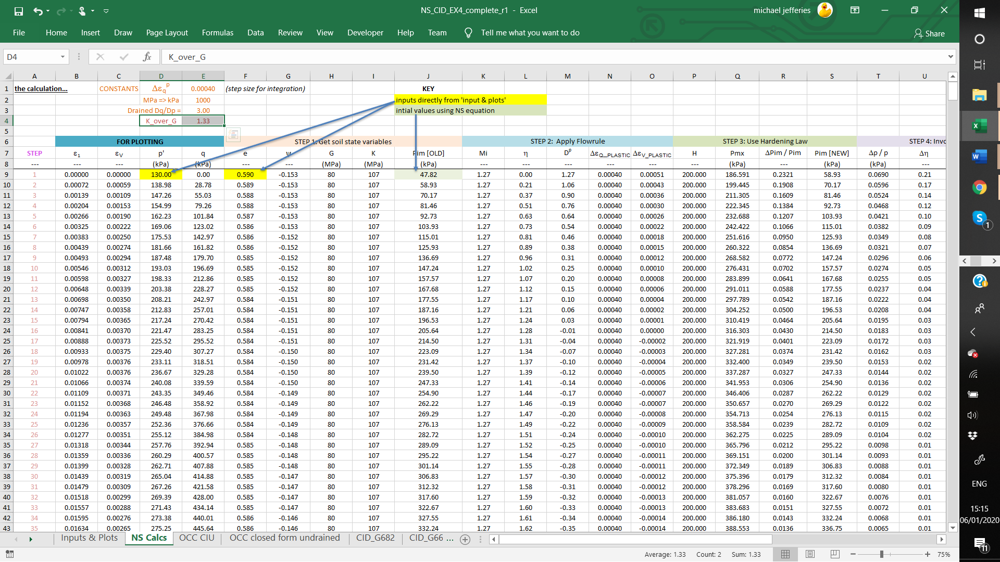 NS_CID_EX4_complete_r1 - Excel
michael jefferies
File Home Insert Draw Page Layout Formulas Data Review View Developer Help Team Tell me what you want to do Share
D4 fx K_over_G
A B C D E F G H I J K L M N O P Q R S T U
1 the calculation... CONSTANTS Δεqp 0.00040 (step size for integration) KEY
2 MPa => kPa 1000 inputs directly from 'input & plots'
3 Drained Dq/Dp = 3.00 intial values using NS equation
4 K_over_G 1.33
5
6 FOR PLOTTING STEP 1: Get soil state variables STEP 2: Apply Flowrule STEP 3: Use Hardening Law STEP 4: Invo
7 STEP ε1 εV p' q e ψ G K Pim [OLD] Mi η Dp ΔεQ_PLASTIC ΔεV_PLASTIC H Pmx ΔPim / Pim Pim [NEW] Δp / p Δη
8 --- --- --- (kPa) (kPa) --- --- (MPa) (MPa) (kPa) --- --- --- --- --- --- (kPa) --- (kPa) (kPa) ---
9 1 0.00000 0.00000 130.00 0.00 0.590 -0.153 80 107 47.82 1.27 0.00 1.27 0.00040 0.00051 200.000 186.591 0.2321 58.93 0.0690 0.21
10 2 0.00072 0.00059 138.98 28.78 0.589 -0.153 80 107 58.93 1.27 0.21 1.06 0.00040 0.00043 200.000 199.445 0.1908 70.17 0.0596 0.17
11 3 0.00139 0.00109 147.26 55.03 0.588 -0.153 80 107 70.17 1.27 0.37 0.90 0.00040 0.00036 200.000 211.305 0.1609 81.46 0.0524 0.14
12 4 0.00204 0.00153 154.99 79.26 0.588 -0.153 80 107 81.46 1.27 0.51 0.76 0.00040 0.00030 200.000 222.345 0.1384 92.73 0.0468 0.12
13 5 0.00266 0.00190 162.23 101.84 0.587 -0.153 80 107 92.73 1.27 0.63 0.64 0.00040 0.00026 200.000 232.688 0.1207 103.93 0.0421 0.10
14 6 0.00325 0.00222 169.06 123.02 0.586 -0.153 80 107 103.93 1.27 0.73 0.54 0.00040 0.00022 200.000 242.422 0.1066 115.01 0.0382 0.09
15 7 0.00383 0.00250 175.53 142.97 0.586 -0.152 80 107 115.01 1.27 0.81 0.46 0.00040 0.00018 200.000 251.616 0.0950 125.93 0.0349 0.08
16 8 0.00439 0.00274 181.66 161.82 0.586 -0.152 80 107 125.93 1.27 0.89 0.38 0.00040 0.00015 200.000 260.322 0.0854 136.69 0.0321 0.07
17 9 0.00493 0.00294 187.48 179.70 0.585 -0.152 80 107 136.69 1.27 0.96 0.31 0.00040 0.00012 200.000 268.582 0.0772 147.24 0.0296 0.06
18 10 0.00546 0.00312 193.03 196.69 0.585 -0.152 80 107 147.24 1.27 1.02 0.25 0.00040 0.00010 200.000 276.431 0.0702 157.57 0.0274 0.05
19 11 0.00598 0.00327 198.33 212.86 0.585 -0.152 80 107 157.57 1.27 1.07 0.20 0.00040 0.00008 200.000 283.899 0.0641 167.68 0.0255 0.05
20 12 0.00648 0.00339 203.38 228.27 0.585 -0.152 80 107 167.68 1.27 1.12 0.15 0.00040 0.00006 200.000 291.011 0.0588 177.55 0.0237 0.04
21 13 0.00698 0.00350 208.21 242.97 0.584 -0.151 80 107 177.55 1.27 1.17 0.10 0.00040 0.00004 200.000 297.789 0.0542 187.16 0.0222 0.04
22 14 0.00747 0.00358 212.83 257.01 0.584 -0.151 80 107 187.16 1.27 1.21 0.06 0.00040 0.00002 200.000 304.252 0.0500 196.53 0.0208 0.04
23 15 0.00794 0.00365 217.24 270.42 0.584 -0.151 80 107 196.53 1.27 1.24 0.03 0.00040 0.00001 200.000 310.419 0.0464 205.64 0.0195 0.03
24 16 0.00841 0.00370 221.47 283.25 0.584 -0.151 80 107 205.64 1.27 1.28 -0.01 0.00040 0.00000 200.000 316.303 0.0430 214.50 0.0183 0.03
25 17 0.00888 0.00373 225.52 295.52 0.584 -0.151 80 107 214.50 1.27 1.31 -0.04 0.00040 -0.00002 200.000 321.919 0.0401 223.09 0.0172 0.03
26 18 0.00933 0.00375 229.40 307.27 0.584 -0.150 80 107 223.09 1.27 1.34 -0.07 0.00040 -0.00003 200.000 327.281 0.0374 231.42 0.0162 0.03
27 19 0.00978 0.00376 233.11 318.51 0.584 -0.150 80 107 231.42 1.27 1.37 -0.10 0.00040 -0.00004 200.000 332.400 0.0349 239.50 0.0153 0.02
28 20 0.01022 0.00376 236.67 329.28 0.584 -0.150 80 107 239.50 1.27 1.39 -0.12 0.00040 -0.00005 200.000 337.287 0.0327 247.33 0.0144 0.02
29 21 0.01066 0.00374 240.08 339.59 0.584 -0.150 80 107 247.33 1.27 1.41 -0.14 0.00040 -0.00006 200.000 341.953 0.0306 254.90 0.0136 0.02
30 22 0.01109 0.00371 243.35 349.46 0.584 -0.149 80 107 254.90 1.27 1.44 -0.17 0.00040 -0.00007 200.000 346.406 0.0287 262.22 0.0129 0.02
31 23 0.01152 0.00368 246.48 358.92 0.584 -0.149 80 107 262.22 1.27 1.46 -0.19 0.00040 -0.00007 200.000 350.657 0.0270 269.29 0.0122 0.02
32 24 0.01194 0.00363 249.48 367.98 0.584 -0.149 80 107 269.29 1.27 1.47 -0.20 0.00040 -0.00008 200.000 354.713 0.0254 276.13 0.0115 0.02
33 25 0.01236 0.00357 252.36 376.66 0.584 -0.149 80 107 276.13 1.27 1.49 -0.22 0.00040 -0.00009 200.000 358.584 0.0239 282.72 0.0109 0.02
34 26 0.01277 0.00351 255.12 384.98 0.584 -0.148 80 107 282.72 1.27 1.51 -0.24 0.00040 -0.00010 200.000 362.275 0.0225 289.09 0.0104 0.02
35 27 0.01318 0.00344 257.76 392.94 0.585 -0.148 80 107 289.09 1.27 1.52 -0.25 0.00040 -0.00010 200.000 365.796 0.0212 295.22 0.0098 0.01
36 28 0.01359 0.00336 260.29 400.57 0.585 -0.148 80 107 295.22 1.27 1.54 -0.27 0.00040 -0.00011 200.000 369.151 0.0200 301.14 0.0093 0.01
37 29 0.01399 0.00328 262.71 407.88 0.585 -0.148 80 107 301.14 1.27 1.55 -0.28 0.00040 -0.00011 200.000 372.349 0.0189 306.83 0.0088 0.01
38 30 0.01439 0.00319 265.04 414.88 0.585 -0.147 80 107 306.83 1.27 1.57 -0.30 0.00040 -0.00012 200.000 375.396 0.0179 312.32 0.0084 0.01
39 31 0.01479 0.00309 267.26 421.58 0.585 -0.147 80 107 312.32 1.27 1.58 -0.31 0.00040 -0.00012 200.000 378.296 0.0169 317.60 0.0080 0.01
40 32 0.01518 0.00299 269.39 428.00 0.585 -0.147 80 107 317.60 1.27 1.59 -0.32 0.00040 -0.00013 200.000 381.057 0.0160 322.67 0.0076 0.01
41 33 0.01557 0.00288 271.43 434.14 0.585 -0.147 80 107 322.67 1.27 1.60 -0.33 0.00040 -0.00013 200.000 383.683 0.0151 327.55 0.0072 0.01
42 34 0.01595 0.00276 273.38 440.01 0.586 -0.146 80 107 327.55 1.27 1.61 -0.34 0.00040 -0.00014 200.000 386.180 0.0143 332.24 0.0068 0.01
43 35 0.01634 0.00265 275.25 445.64 0.586 -0.146 80 107 332.24 1.27 1.62 -0.35 0.00040 -0.00014 200.000 388.553 0.0136 336.75 0.0065 0.01
Inputs & Plots NS Calcs OCC CIU OCC closed form undrained CID_G682 CID_G66 ...
Average: 1.33 Count: 2 Sum: 1.33 75%
1
ENG
15:15
06/01/2020
11